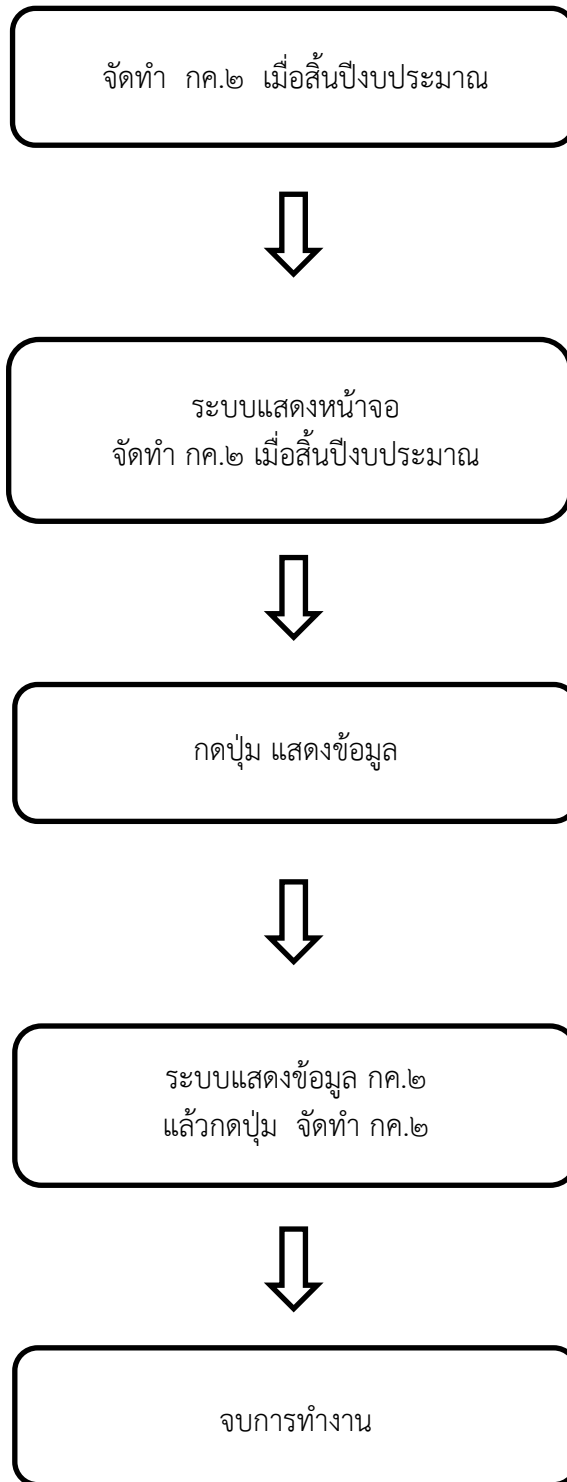 จัดทำ  กค.๒  เมื่อสิ้นปีงบประมาณ
ระบบแสดงหน้าจอ
จัดทำ กค.๒ เมื่อสิ้นปีงบประมาณ
กดปุ่ม แสดงข้อมูล
ระบบแสดงข้อมูล กค.๒
แล้วกดปุ่ม  จัดทำ กค.๒
จบการทำงาน